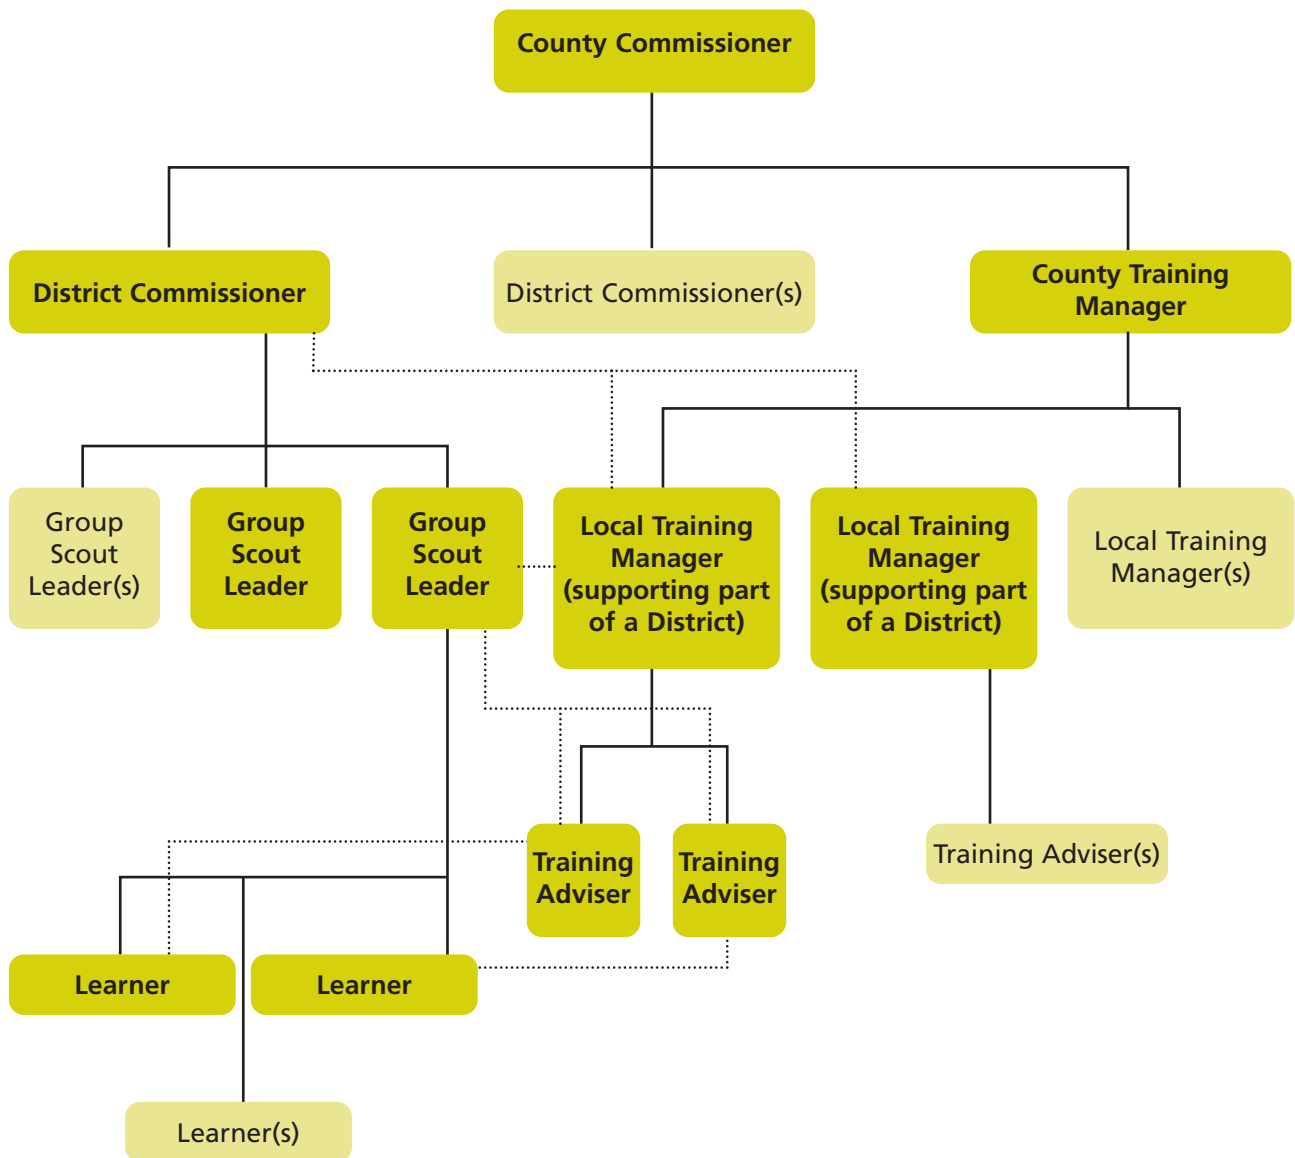 County Commissioner
District Commissioner
District Commissioner(s)
County Training
Manager
Group
Scout
Leader(s)
Group
Scout
Leader
Group
Scout
Leader
Local Training
Manager
(supporting part
of a District)
Local Training
Manager
(supporting part
of a District)
Local Training
Manager(s)
Training
Adviser
Training
Adviser
Training Adviser(s)
Learner
Learner
Learner(s)